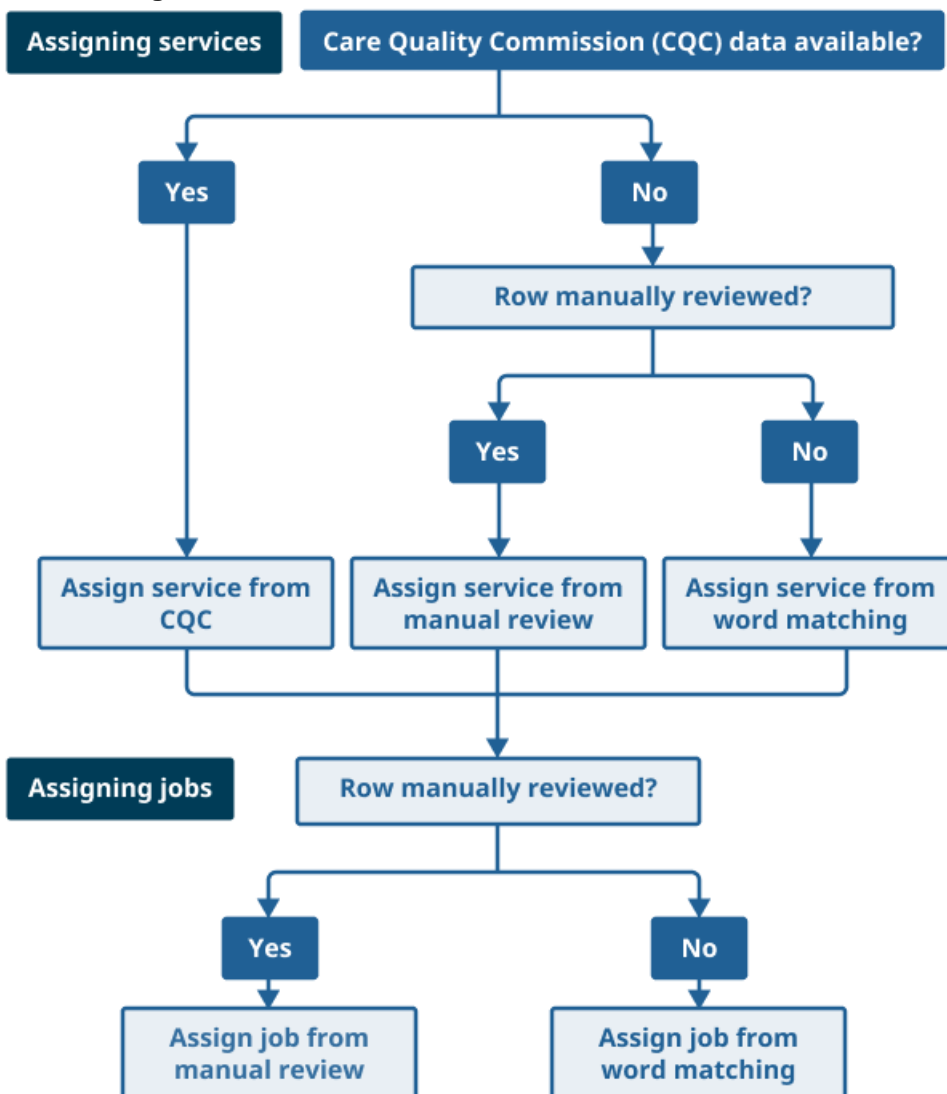 Assigning services
Care Quality Commission (CQC) data available?
Yes
No
Row manually reviewed?
Yes
No
Assign service from
CQC
Assign service from
manual review
Assign service from
word matching
Assigning jobs
Row manually reviewed?
Yes
No
Assign job from
manual review
Assign job from
word matching